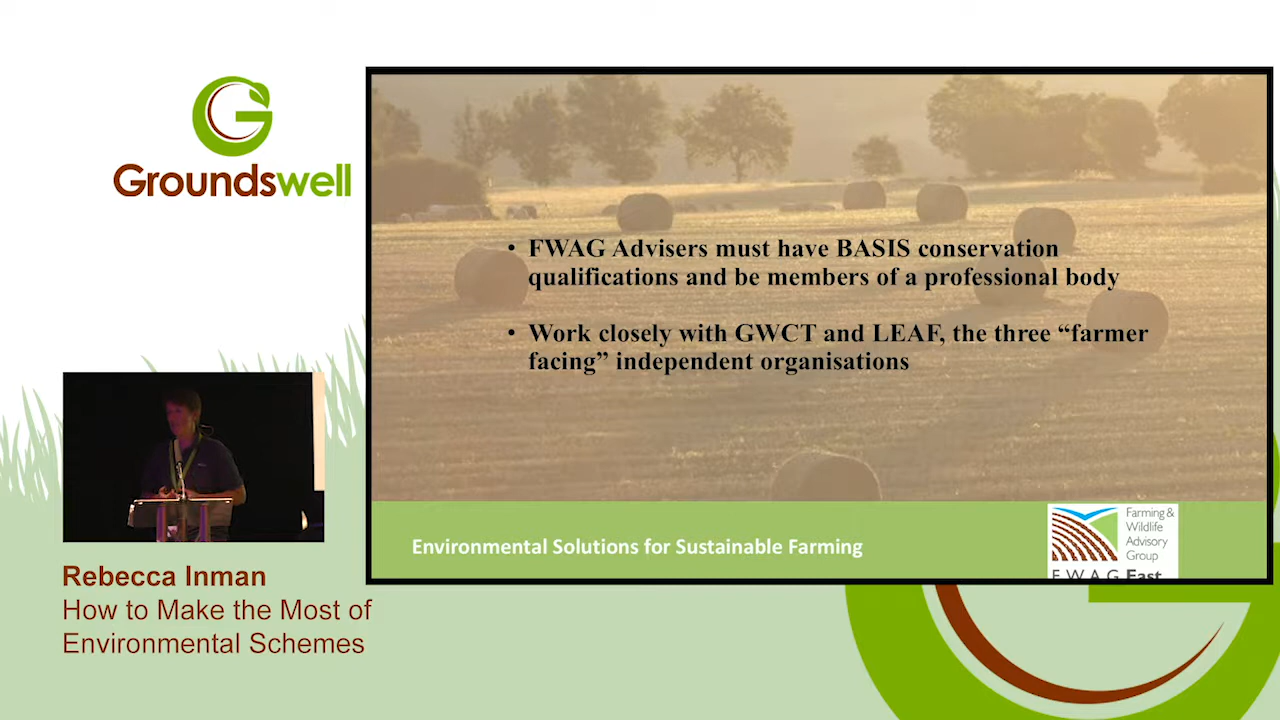 Groundswell
• FWAG Advisers must have BASIS conservation
qualifications and be members of a professional body
• Work closely with GWCT and LEAF, the three “farmer
facing” independent organisations
Environmental Solutions for Sustainable Farming
Farming &
Wildlife
Advisory
Group
FWAG East
Rebecca Inman
How to Make the Most of
Environmental Schemes